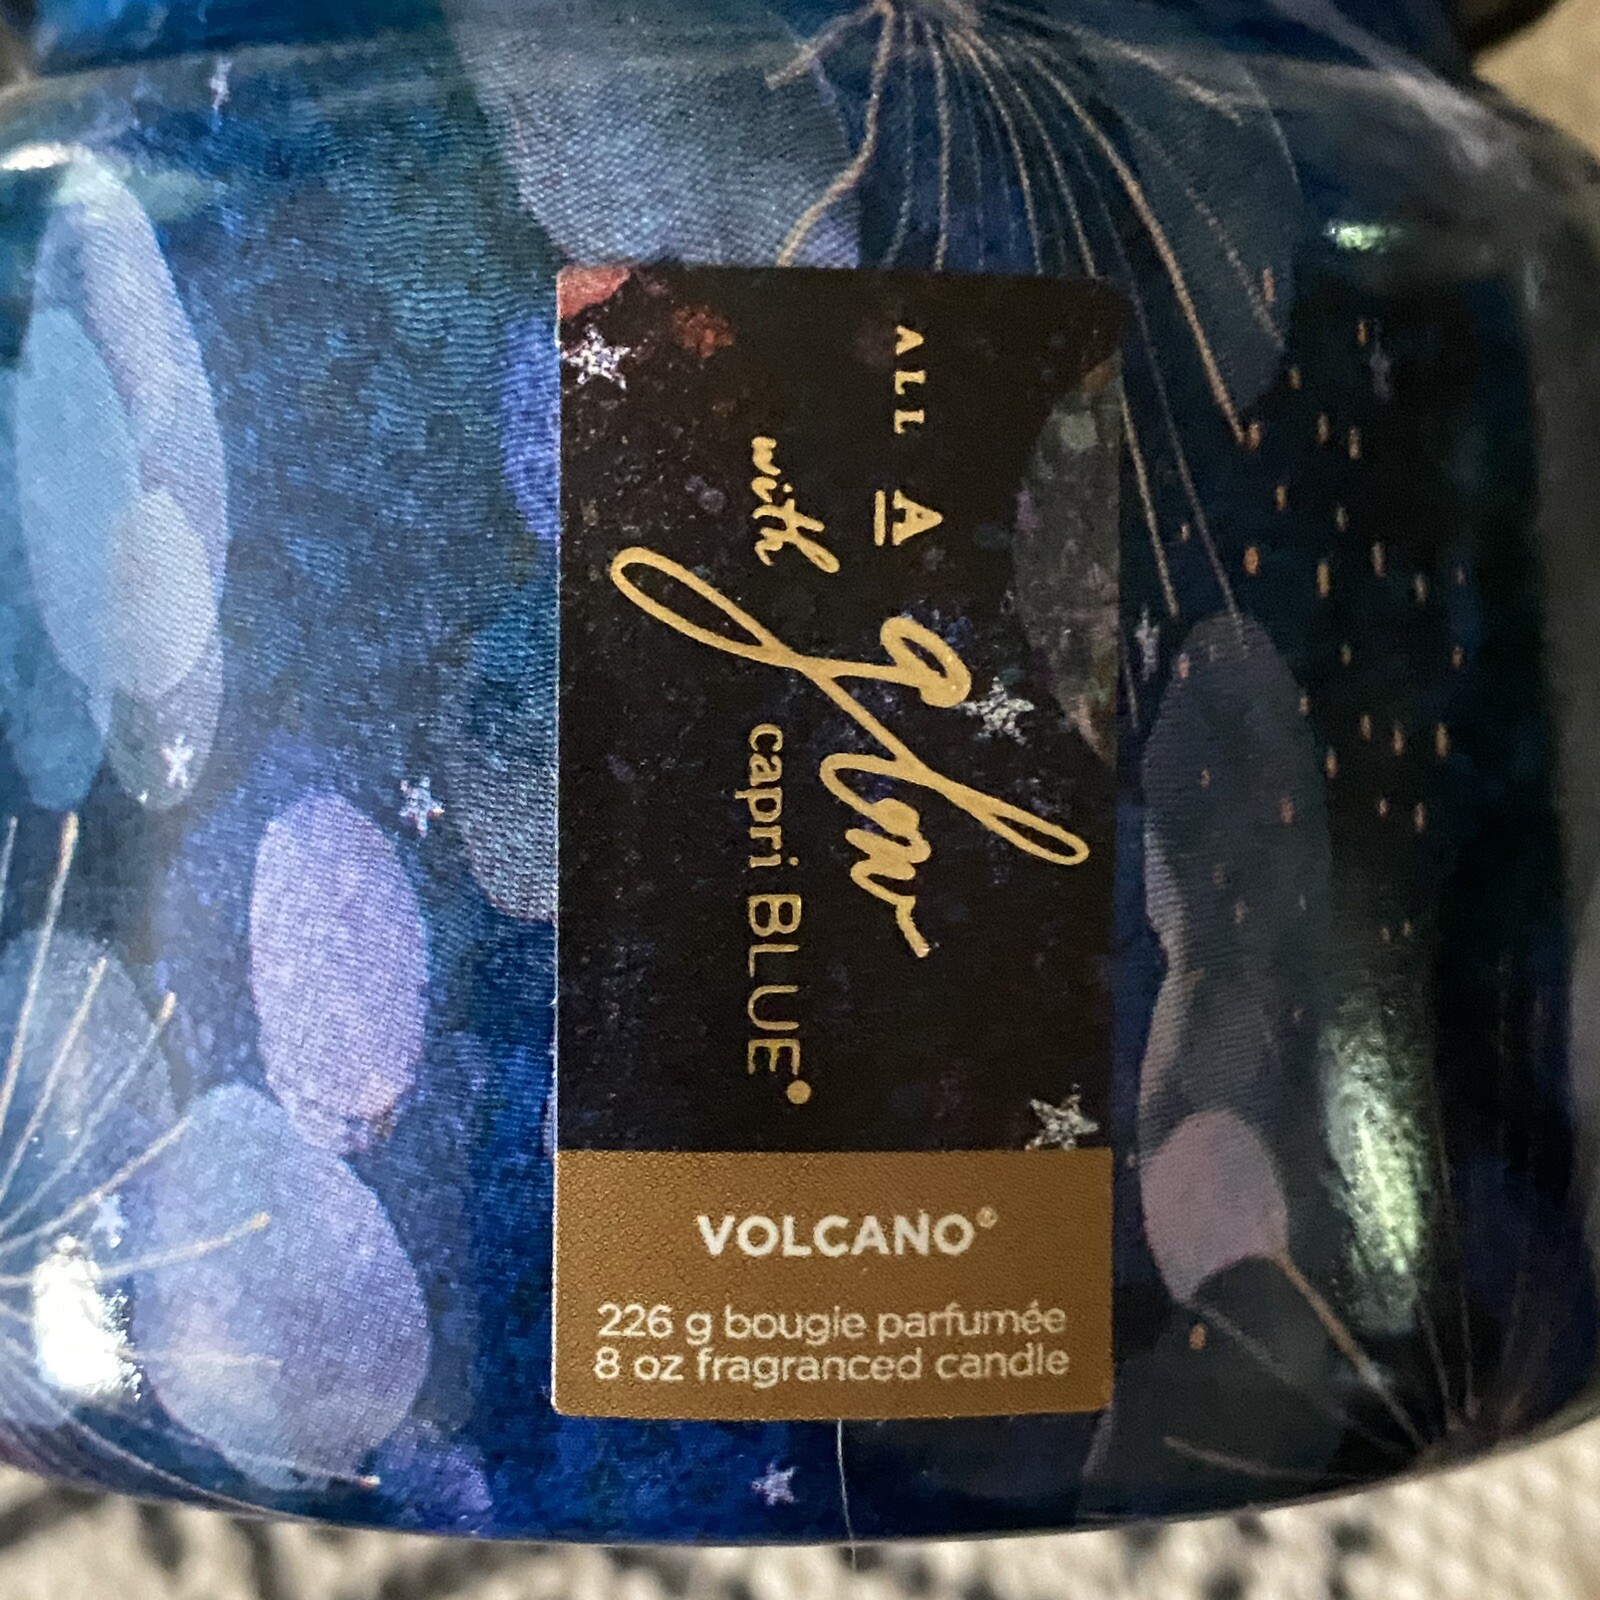 ALL A glow
with capri BLUE®
VOLCANO®
226 g bougie parfumée
8 oz fragranced candle